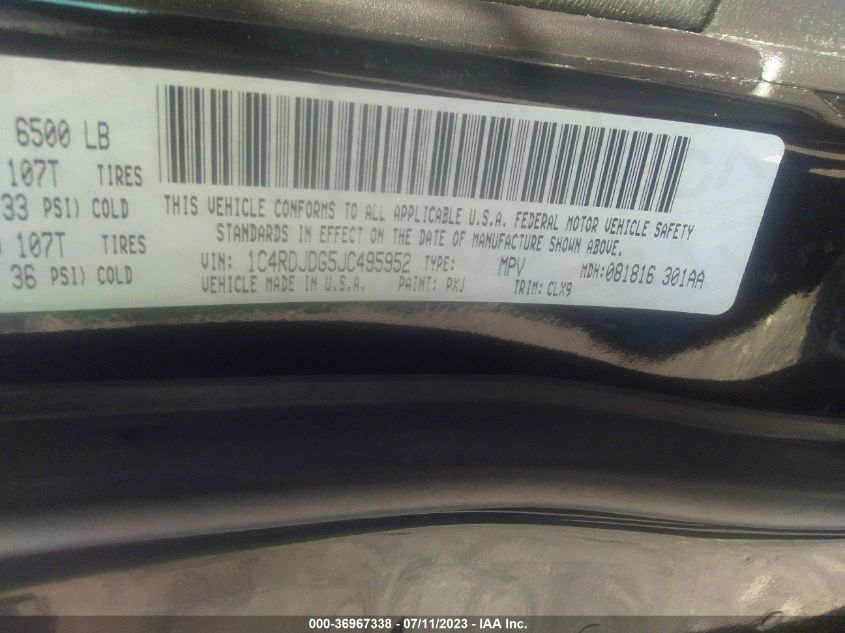 6500 LB
107T TIRES
33 PSI) COLD
107T TIRES
36 PSI) COLD
THIS VEHICLE CONFORMS TO ALL APPLICABLE U.S.A. FEDERAL MOTOR VEHICLE SAFETY
STANDARDS IN EFFECT ON THE DATE OF MANUFACTURE SHOWN ABOVE.
VIN: 1C4RDJDG5JC495952 TYPE: MPV MDH:081816 301AA
VEHICLE MADE IN U.S.A. PAINT: PXJ TRIM: CLX9
000-36967338 - 07/11/2023 - IAA Inc.